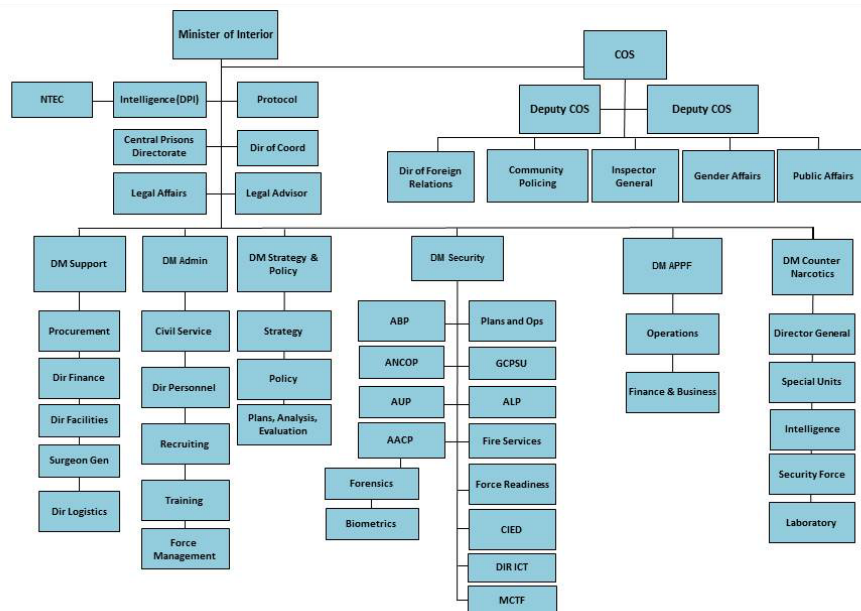 Minister of Interior
COS
NTEC
Intelligence (DPI)
Protocol
Deputy COS
Deputy COS
Central Prisons
Directorate
Dir of Coord
Dir of Foreign
Relations
Community
Policing
Inspector
General
Gender Affairs
Public Affairs
Legal Affairs
Legal Advisor
DM Support
DM Admin
DM Strategy &
Policy
DM Security
DM APPF
DM Counter
Narcotics
Procurement
Dir Finance
Dir Facilities
Surgeon Gen
Dir Logistics
Civil Service
Dir Personnel
Recruiting
Training
Force
Management
Strategy
Policy
Plans, Analysis,
Evaluation
ABP
Plans and Ops
ANCOP
GCPSU
AUP
ALP
AACP
Fire Services
Forensics
Force Readiness
Biometrics
CIED
DIR ICT
MCTF
Operations
Finance & Business
Director General
Special Units
Intelligence
Security Force
Laboratory